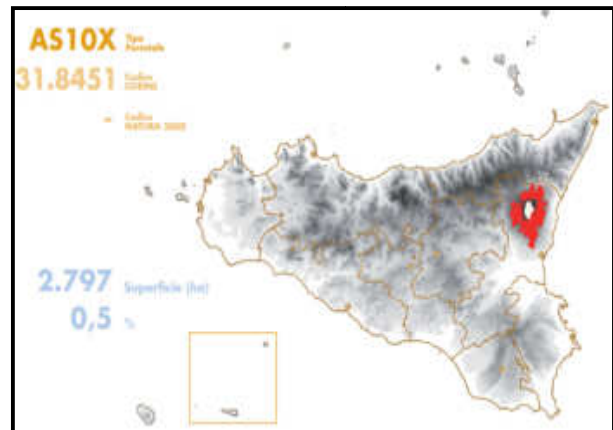 AS10X Tipo Forestale
31.8451 Codice CORINE
- Codice NATURA 2000
2.797 Superficie (ha)
0,5 %